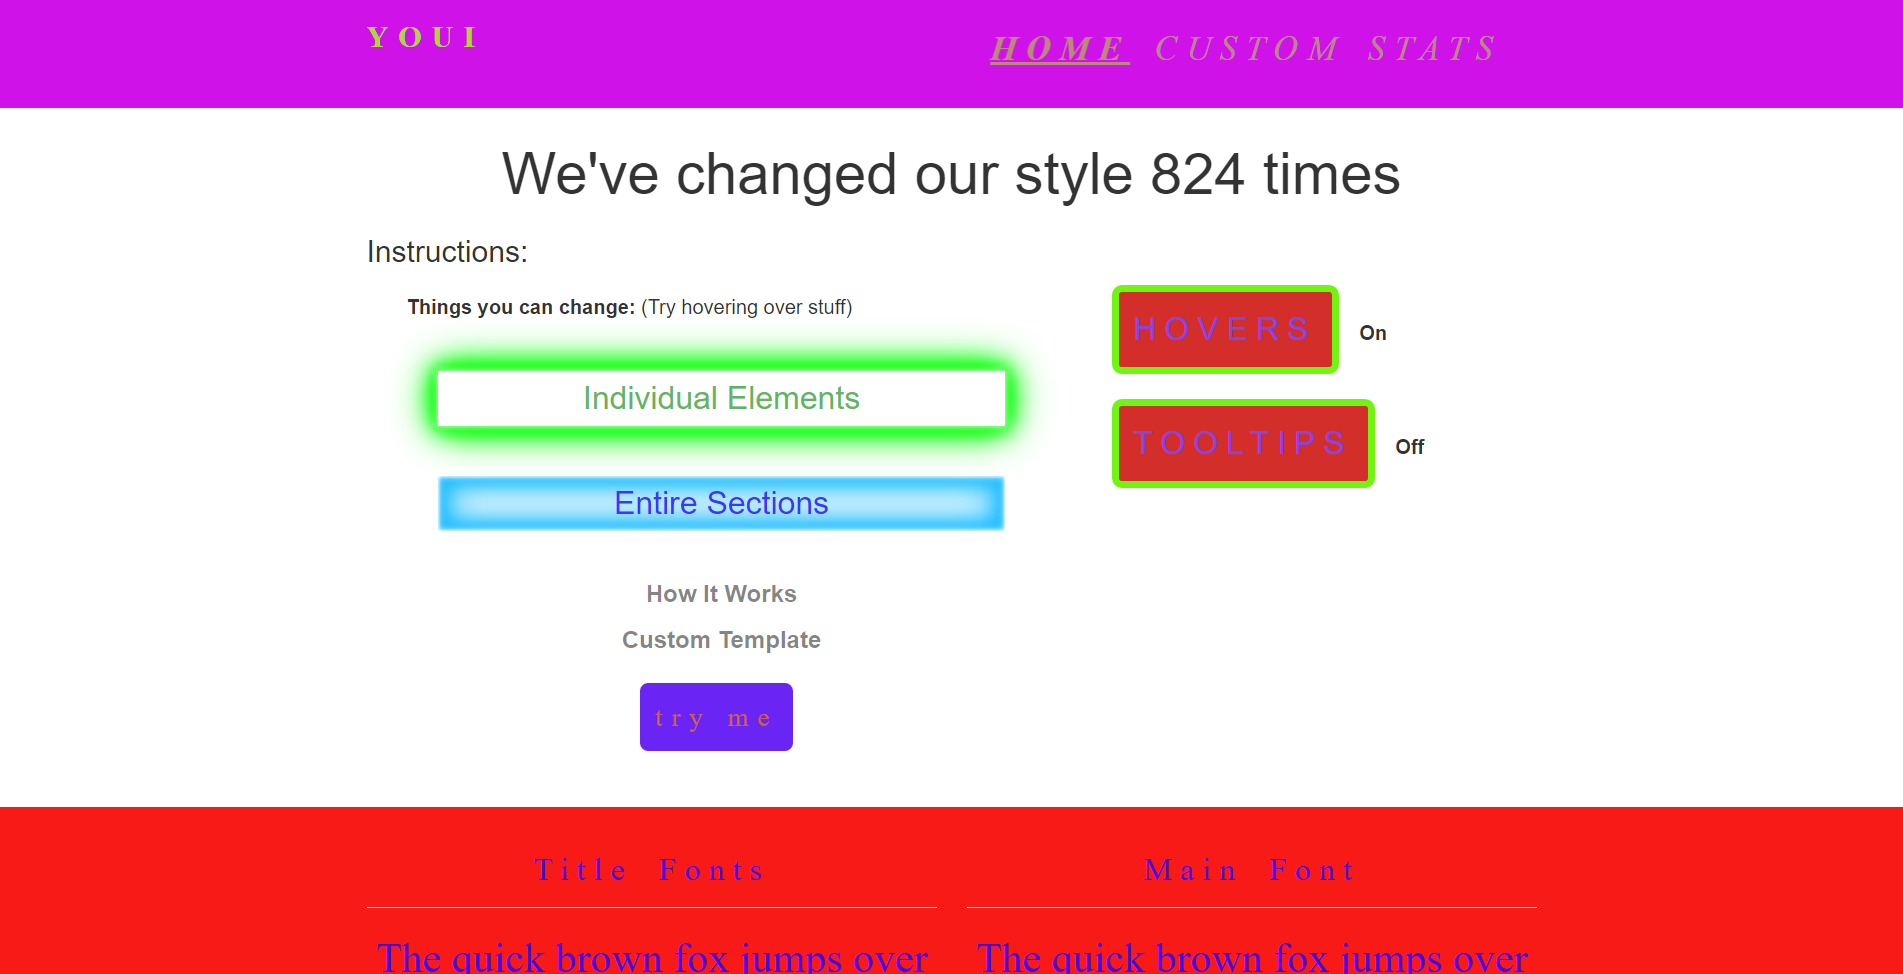 YOUI
HOME CUSTOM STATS
We've changed our style 824 times
Instructions:
Things you can change: (Try hovering over stuff)
Individual Elements
Entire Sections
How It Works
Custom Template
try me
HOVERS On
TOOLTIPS Off
Title Fonts
The quick brown fox jumps over
Main Font
The quick brown fox jumps over